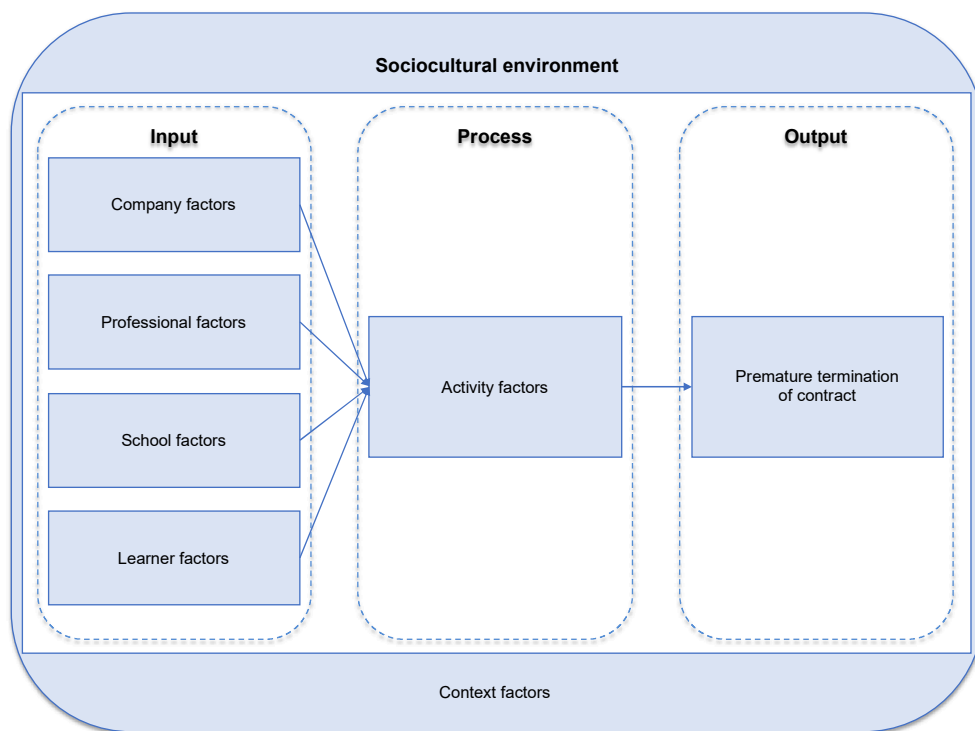 Sociocultural environment
Input
Process
Output
Company factors
Professional factors
School factors
Learner factors
Activity factors
Premature termination
of contract
Context factors